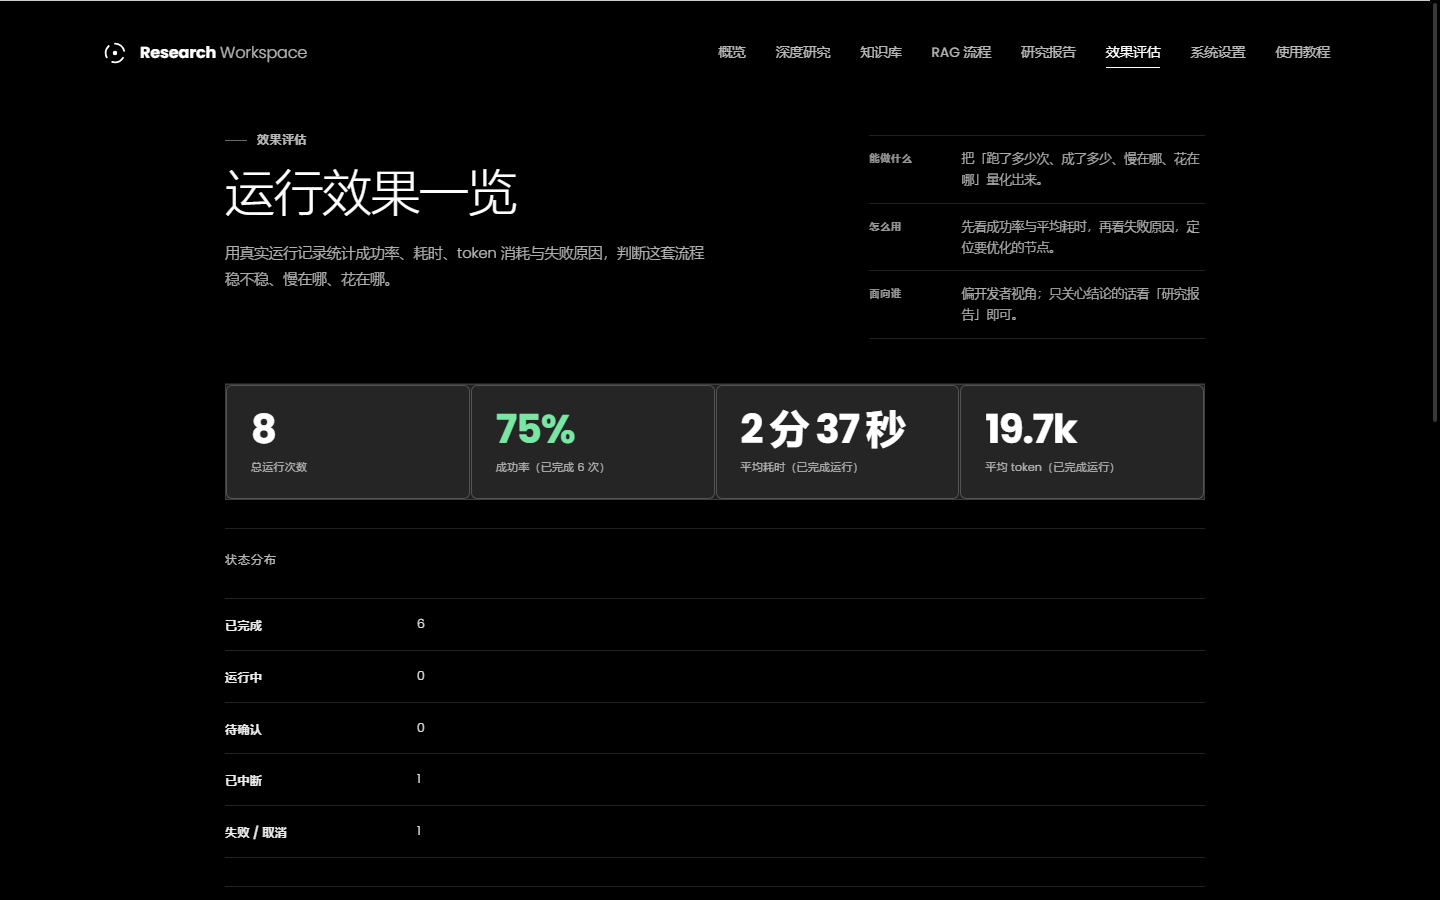 Research Workspace
概览 深度研究 知识库 RAG 流程 研究报告 效果评估 系统设置 使用教程
效果评估
运行效果一览
用真实运行记录统计成功率、耗时、token 消耗与失败原因，判断这套流程
稳不稳、慢在哪、花在哪。
能做什么
把「跑了多少次、成了多少、慢在哪、花在
哪」量化出来。
怎么用
先看成功率与平均耗时，再看失败原因，定
位要优化的节点。
面向谁
偏开发者视角；只关心结论的话看「研究报
告」即可。
8
总运行次数
75%
成功率（已完成 6 次）
2 分 37 秒
平均耗时（已完成运行）
19.7k
平均 token（已完成运行）
状态分布
已完成 6
运行中 0
待确认 0
已中断 1
失败 / 取消 1